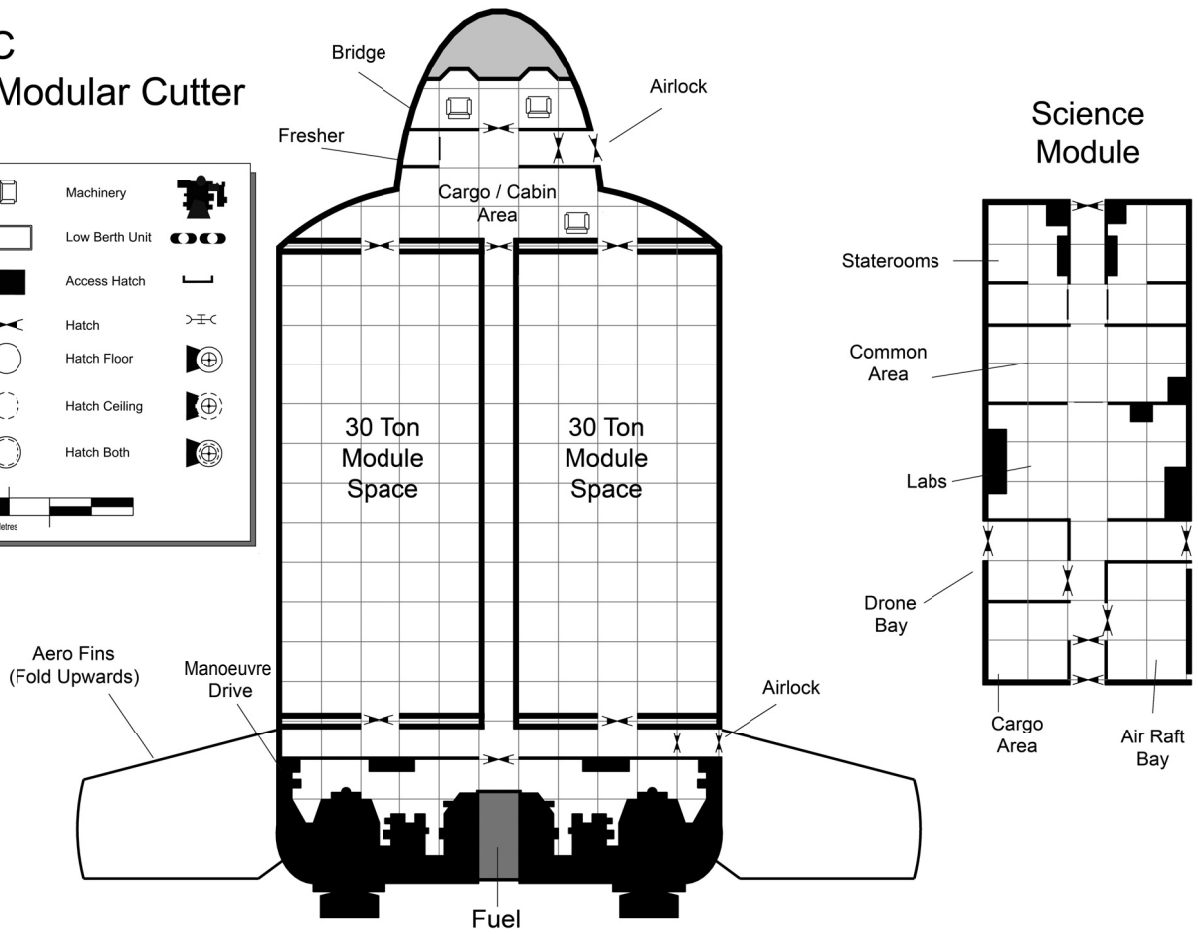 C
Modular Cutter
Machinery
Low Berth Unit
Access Hatch
Hatch
Hatch Floor
Hatch Ceiling
Hatch Both
Bridge
Airlock
Fresher
Cargo / Cabin
Area
30 Ton
Module
Space
30 Ton
Module
Space
Aero Fins
(Fold Upwards)
Manoeuvre
Drive
Airlock
Fuel
Science
Module
Staterooms
Common
Area
Labs
Drone
Bay
Cargo
Area
Air Raft
Bay